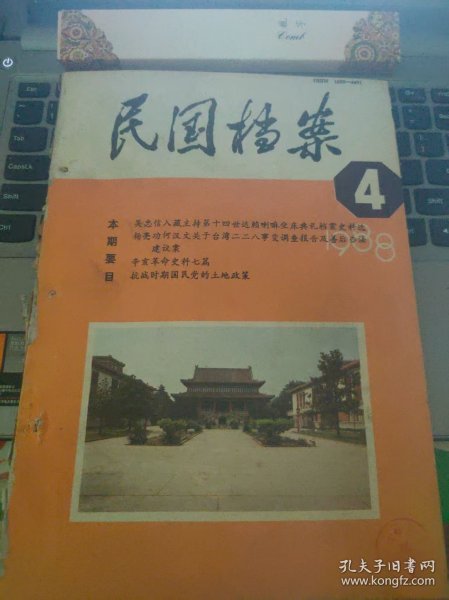 Comb
民国档案
4
1988
本期要目
吴忠信入藏主持第十四世达赖喇嘛坐床典礼档案史料选
杨亮功何汉文关于台湾二二八事变调查报告及善后办法
建议案
辛亥革命史料七篇
抗战时期国民党的土地政策
孔夫子旧书网
www.kongfz.com